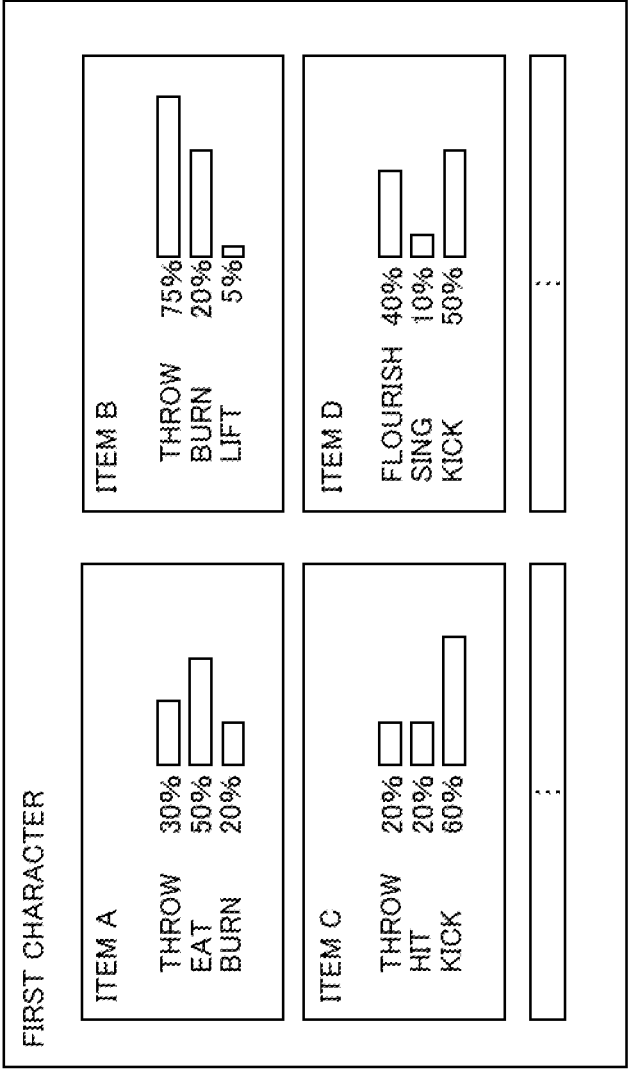 FIRST CHARACTER
ITEM A
THROW 30%
EAT 50%
BURN 20%
ITEM B
THROW 75%
BURN 20%
LIFT 5%
ITEM C
THROW 20%
HIT 20%
KICK 60%
ITEM D
FLOURISH 40%
SING 10%
KICK 50%